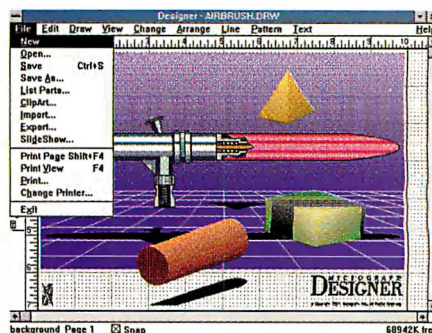 Designer - AIRBRUSH.DRW
File Edit Draw View Change Arrange Line Pattern Text Help
New
Open...
Save Ctrl+S
Save As...
List Parts...
ClipArt...
Import...
Export...
SlideShow...
Print Page Shift+F4
Print View F4
Print...
Change Printer...
Exit
MICROGRAFX
DESIGNER
background Page 1 Snap 68942K fre